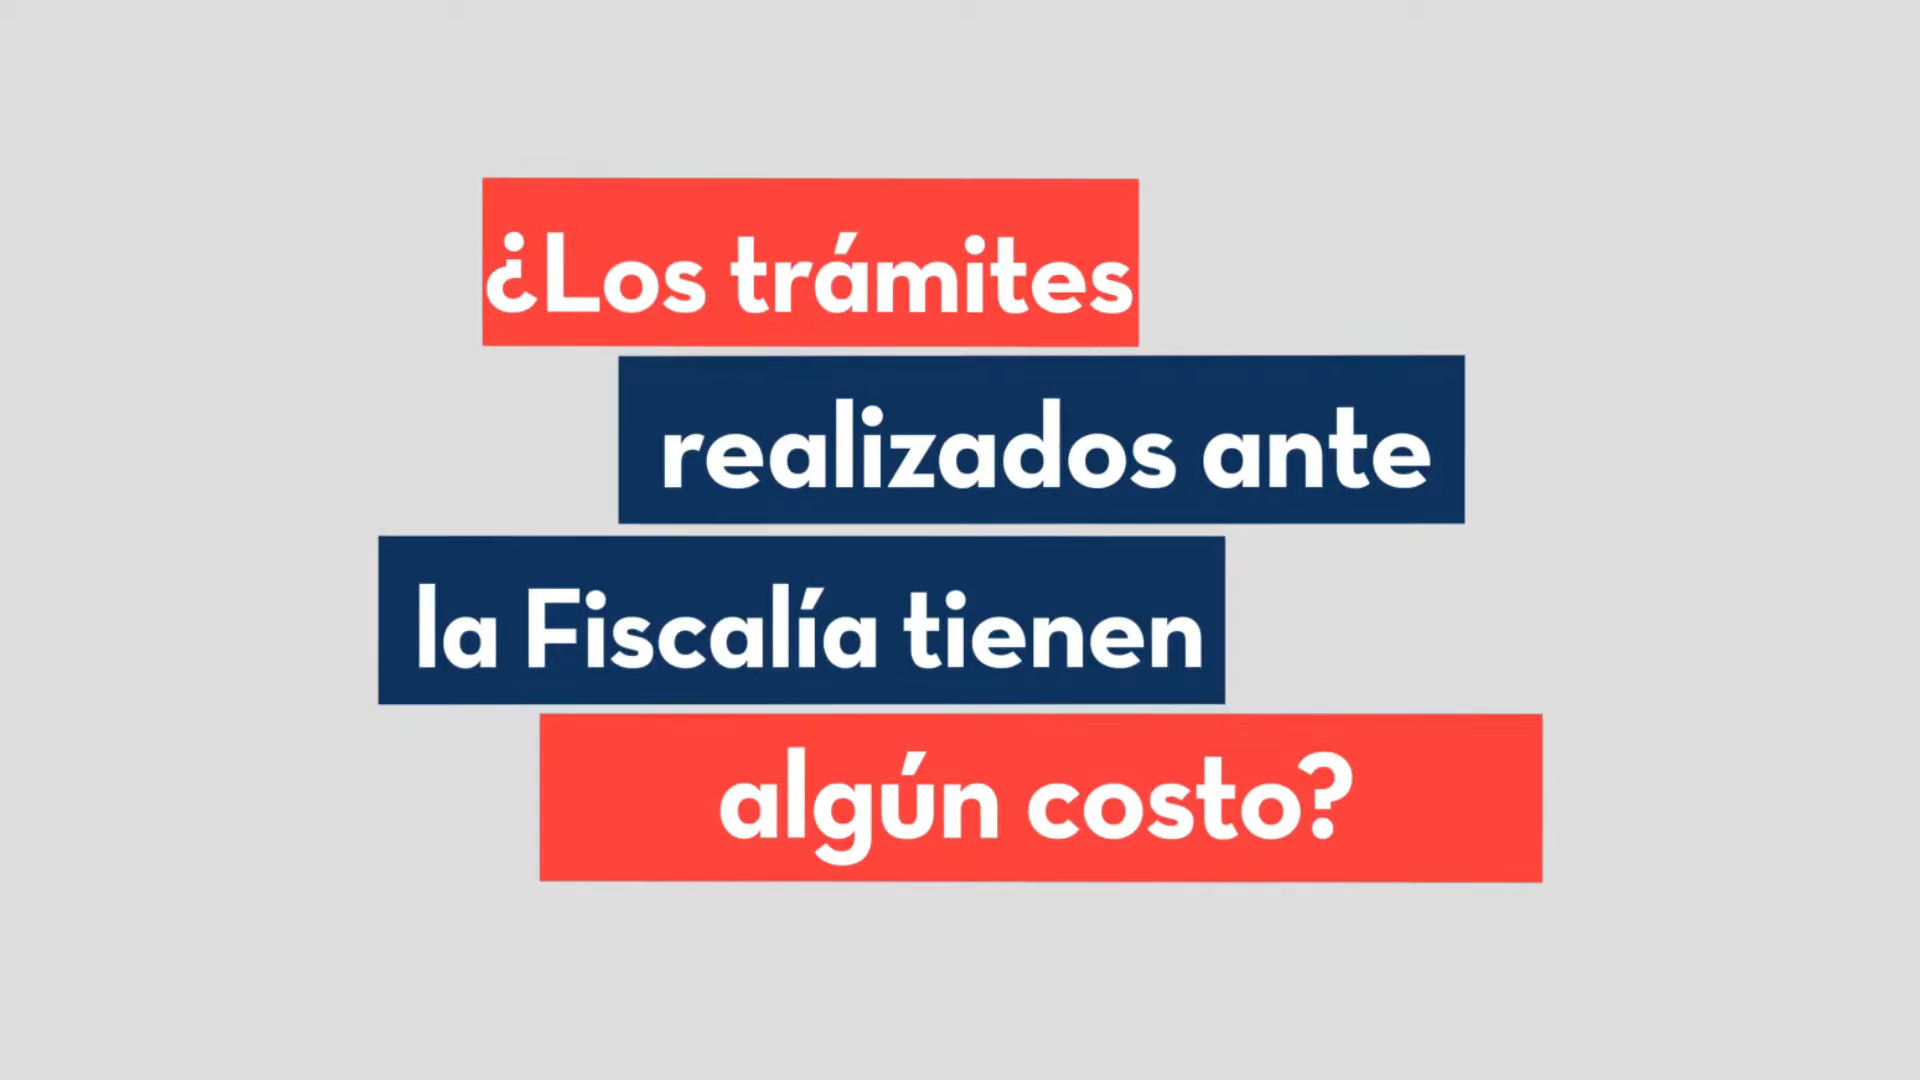 ¿Los trámites
realizados ante
la Fiscalía tienen
algún costo?